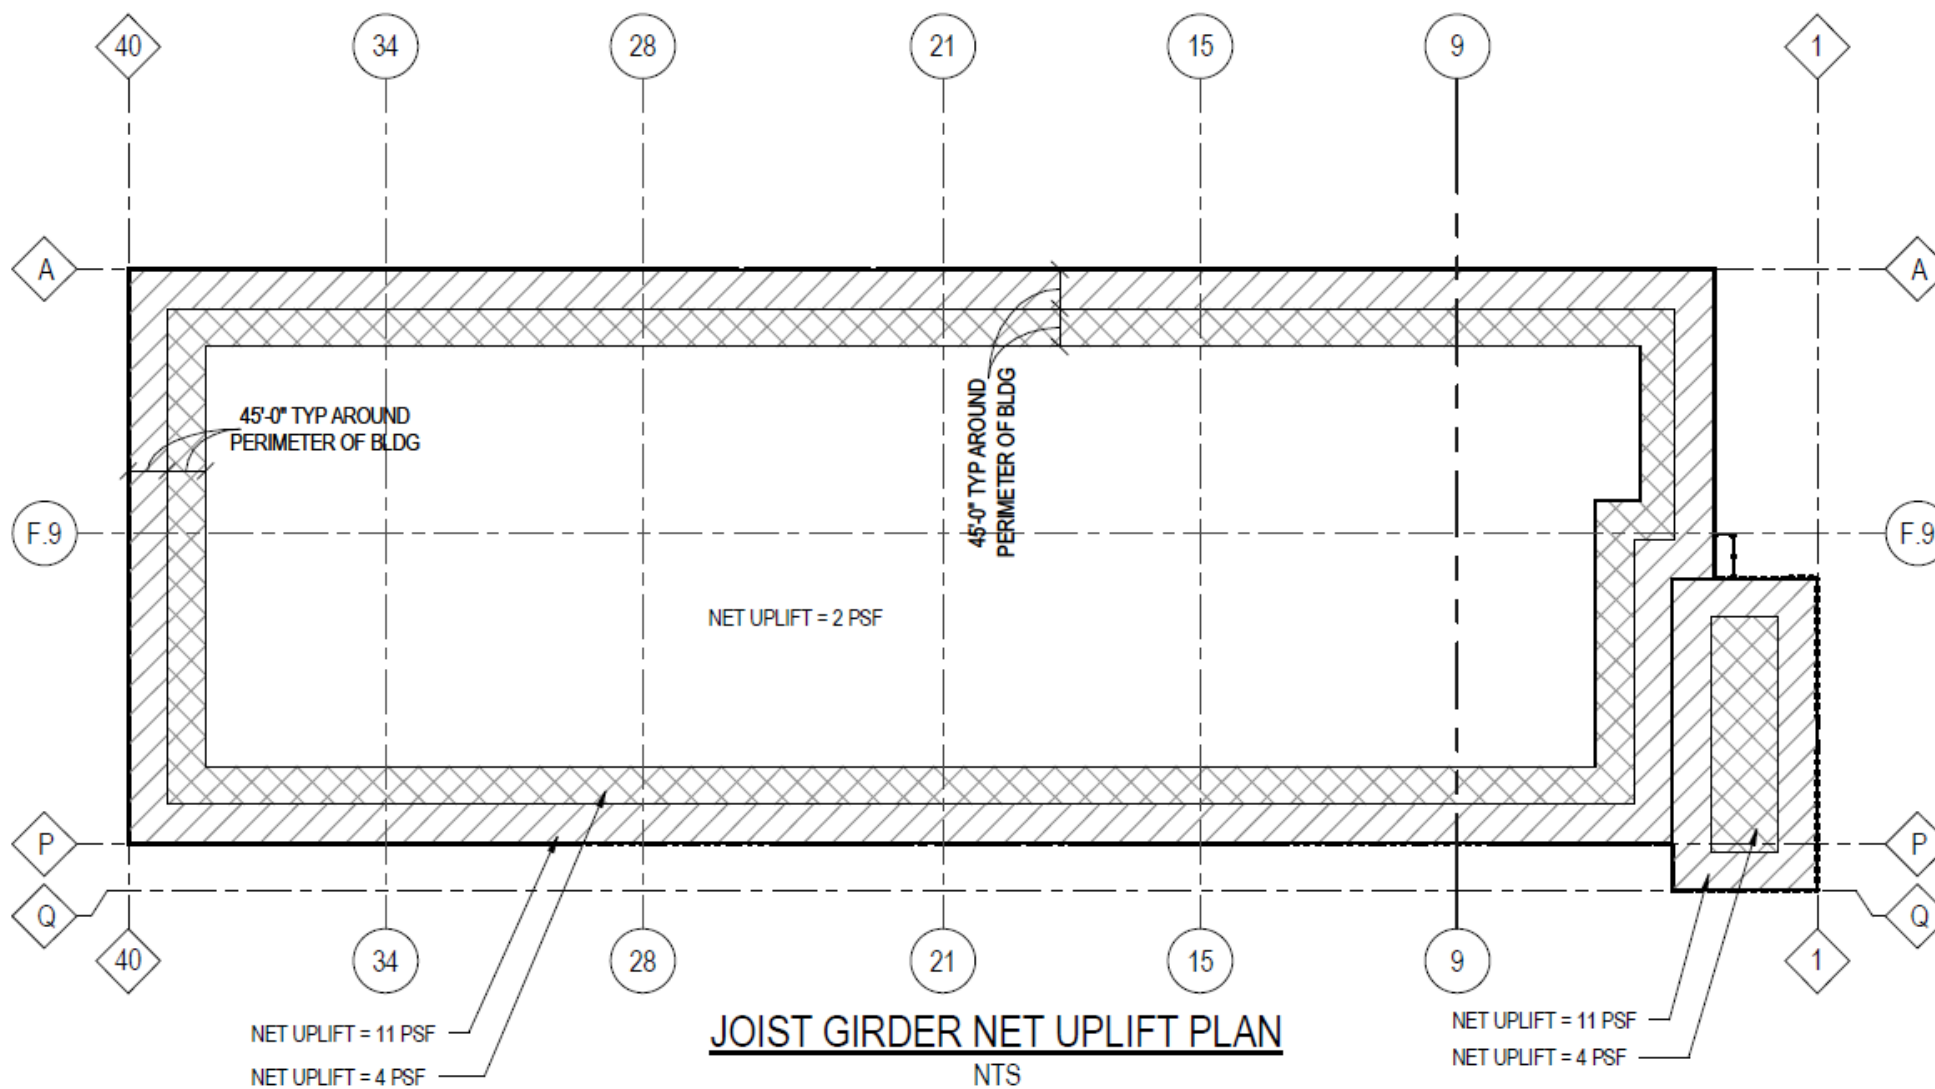 40 34 28 21 15 9 1
A A
45'-0" TYP AROUND
PERIMETER OF BLDG
45'-0" TYP AROUND
PERIMETER OF BLDG
F.9 F.9
NET UPLIFT = 2 PSF
P P
Q Q
40 34 28 21 15 9 1
NET UPLIFT = 11 PSF
NET UPLIFT = 4 PSF
JOIST GIRDER NET UPLIFT PLAN
NTS
NET UPLIFT = 11 PSF
NET UPLIFT = 4 PSF